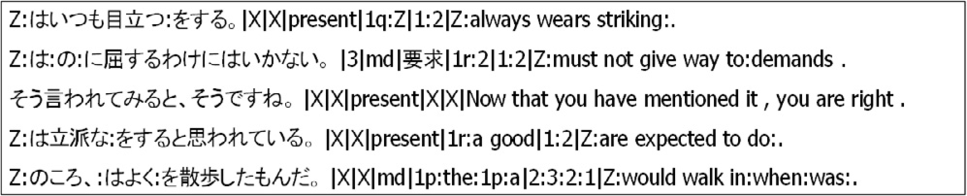 Z:はいつも目立つ:をする。|X|X|present|1q:Z|1:2|Z:always wears striking:.
Z:は:の:に屈するわけにはいかない。 |3|md|要求|1r:2|1:2|Z:must not give way to:demands .
そう言われてみると、そうですね。 |X|X|present|X|X|Now that you have mentioned it , you are right .
Z:は立派な:をすると思われている。 |X|X|present|1r:a good|1:2|Z:are expected to do:.
Z:のころ、:はよく:を散歩したもんだ。 |X|X|md|1p:the:1p:a|2:3:2:1|Z:would walk in:when:was:.